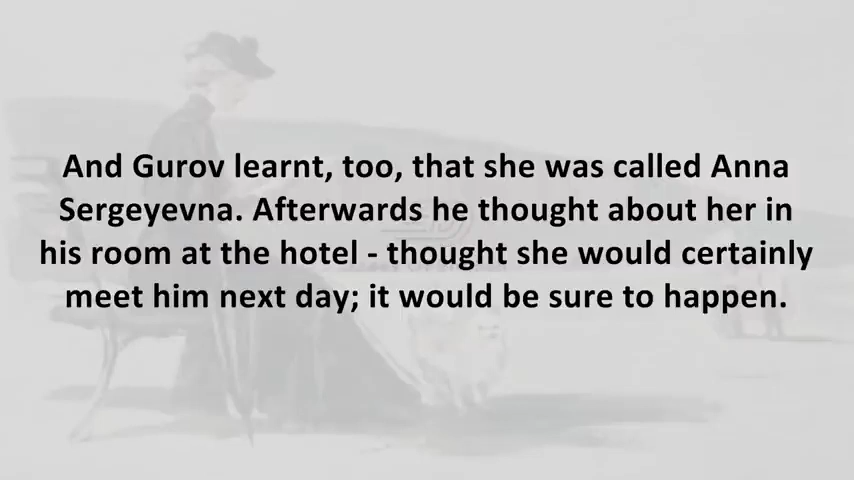 And Gurov learnt, too, that she was called Anna
Sergeyevna. Afterwards he thought about her in
his room at the hotel - thought she would certainly
meet him next day; it would be sure to happen.